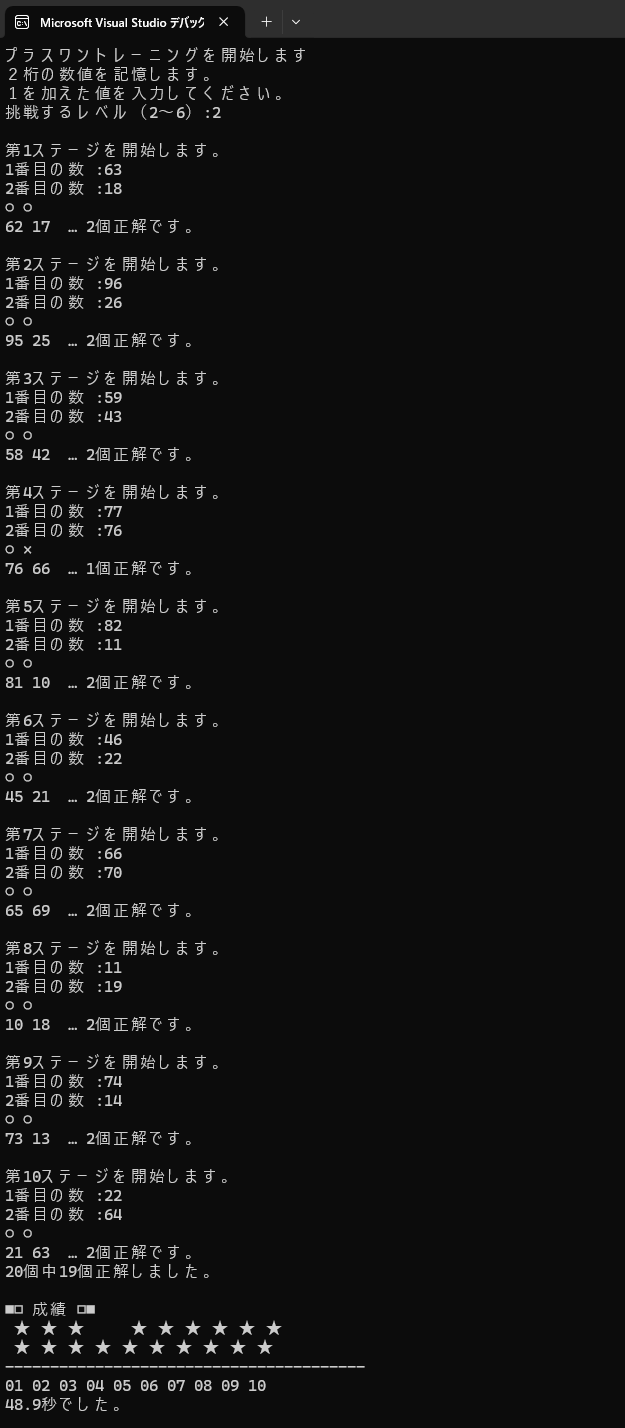 Microsoft Visual Studio デバック
プラスワントレーニングを開始します
２桁の数値を記憶します。
１を加えた値を入力してください。
挑戦するレベル（2～6）:2
第1ステージを開始します。
1番目の数 :63
2番目の数 :18
○ ○
62 17 … 2個正解です。
第2ステージを開始します。
1番目の数 :96
2番目の数 :26
○ ○
95 25 … 2個正解です。
第3ステージを開始します。
1番目の数 :59
2番目の数 :43
○ ○
58 42 … 2個正解です。
第4ステージを開始します。
1番目の数 :77
2番目の数 :76
○ ×
76 66 … 1個正解です。
第5ステージを開始します。
1番目の数 :82
2番目の数 :11
○ ○
81 10 … 2個正解です。
第6ステージを開始します。
1番目の数 :46
2番目の数 :22
○ ○
45 21 … 2個正解です。
第7ステージを開始します。
1番目の数 :66
2番目の数 :70
○ ○
65 69 … 2個正解です。
第8ステージを開始します。
1番目の数 :11
2番目の数 :19
○ ○
10 18 … 2個正解です。
第9ステージを開始します。
1番目の数 :74
2番目の数 :14
○ ○
73 13 … 2個正解です。
第10ステージを開始します。
1番目の数 :22
2番目の数 :64
○ ○
21 63 … 2個正解です。
20個中19個正解しました。
■□ 成績 □■
★ ★ ★    ★ ★ ★ ★ ★ ★
★ ★ ★ ★ ★ ★ ★ ★ ★ ★
----------------------------------------
01 02 03 04 05 06 07 08 09 10
48.9秒でした。